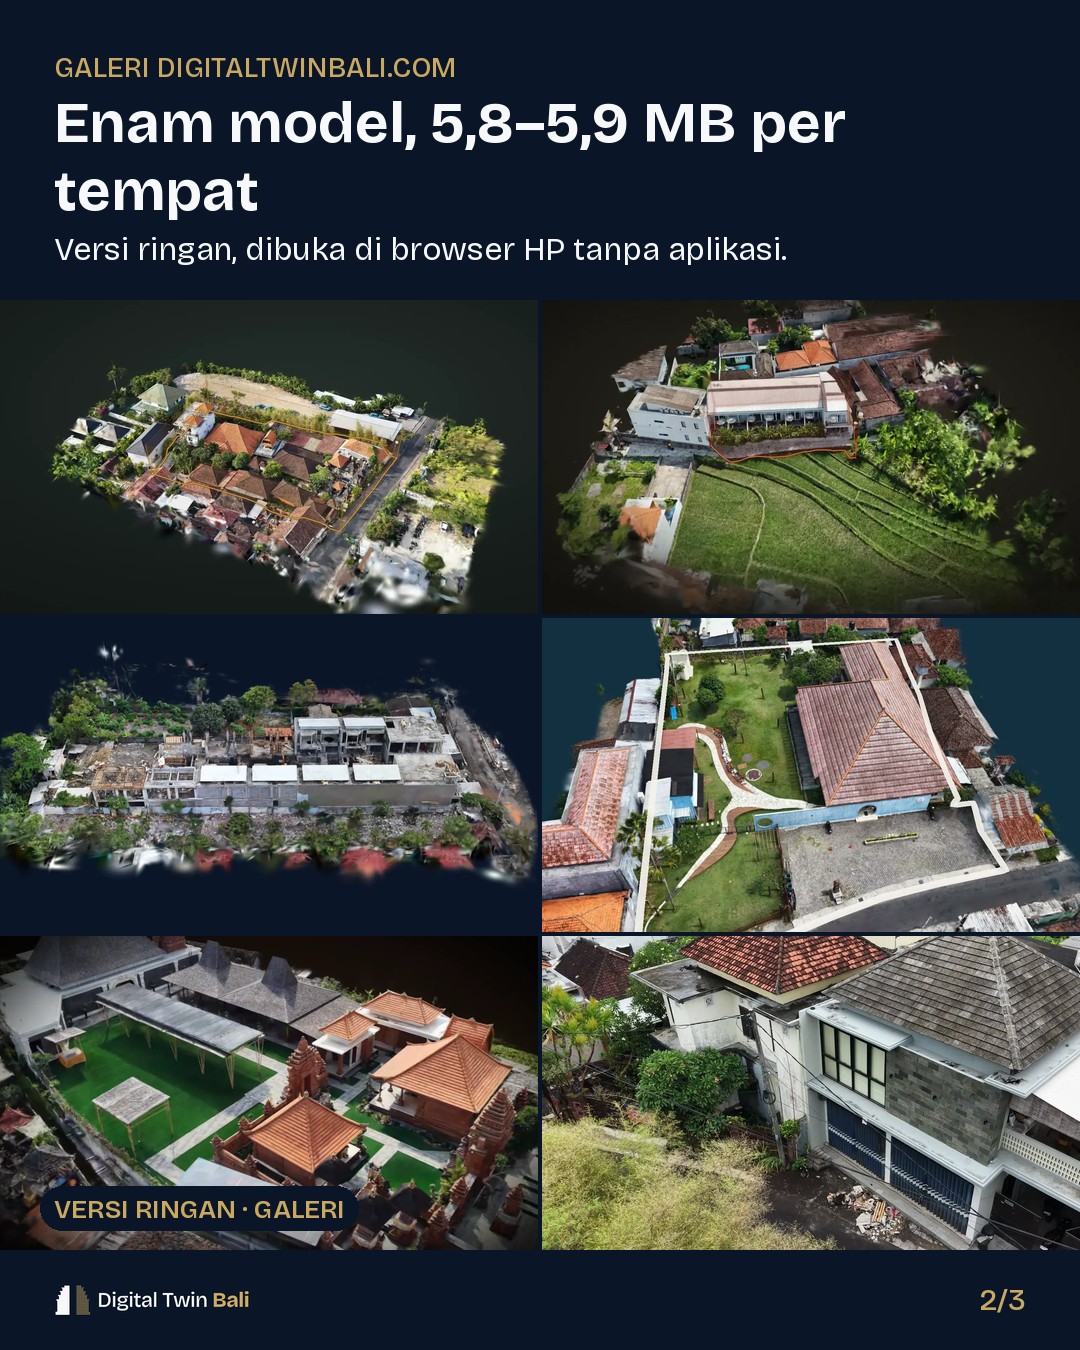 GALERI DIGITALTWINBALI.COM
Enam model, 5,8–5,9 MB per
tempat
Versi ringan, dibuka di browser HP tanpa aplikasi.
VERSI RINGAN · GALERI
Digital Twin Bali
2/3